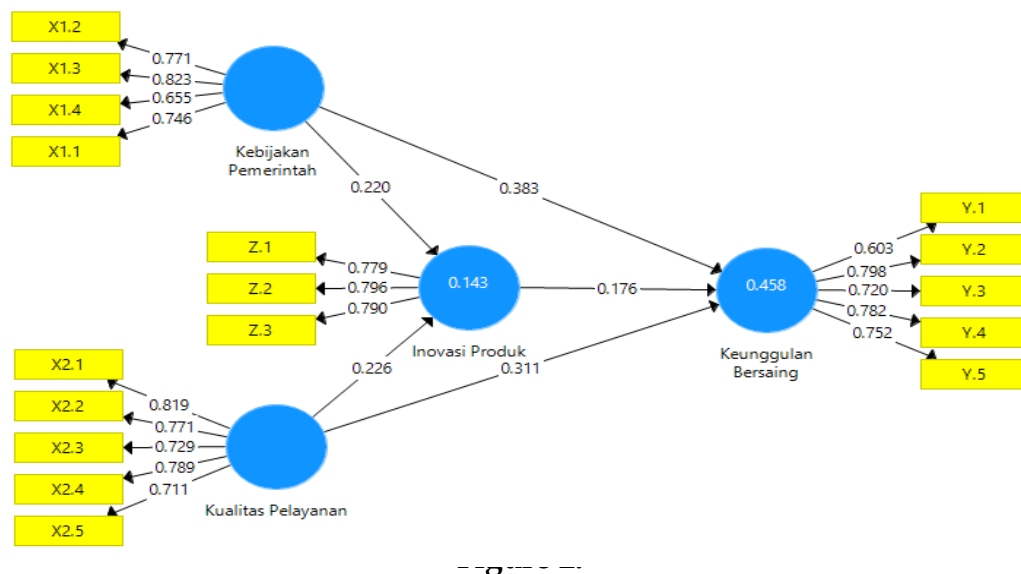 X1.2
X1.3
X1.4
X1.1
0.771
0.823
0.655
0.746
Kebijakan
Pemerintah
0.220
0.383
Z.1
Z.2
Z.3
0.779
0.796
0.790
0.143
Inovasi Produk
0.176
0.458
Keunggulan
Bersaing
0.603
0.798
0.720
0.782
0.752
Y.1
Y.2
Y.3
Y.4
Y.5
0.226
0.311
X2.1
X2.2
X2.3
X2.4
X2.5
0.819
0.771
0.729
0.789
0.711
Kualitas Pelayanan